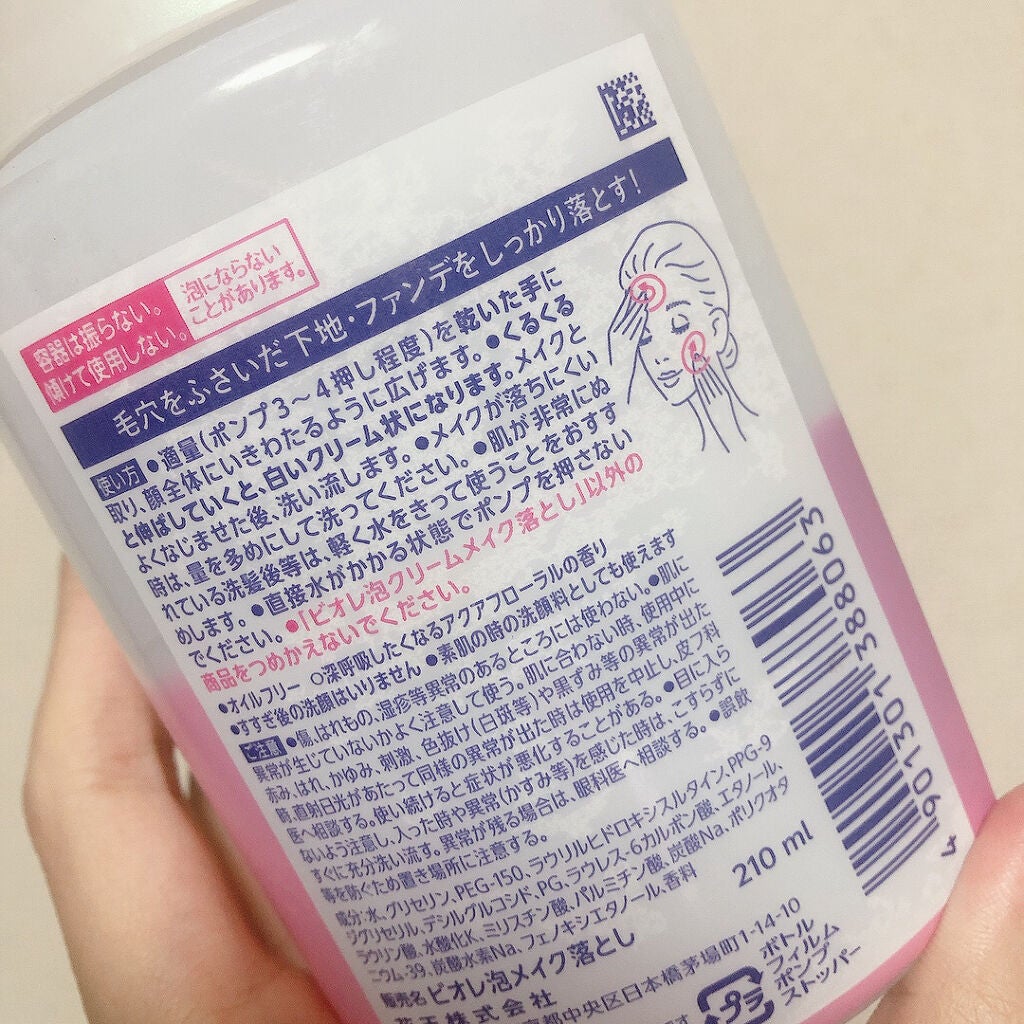 容器は振らない。
傾けて使用しない。
泡にならない
ことがあります。
毛穴をふさいだ下地・ファンデをしっかり落とす!
使い方 ●適量(ポンプ3〜4押し程度)を乾いた手に
取り、顔全体にいきわたるように広げます。●くるくる
と伸ばしていくと、白いクリーム状になります。メイクと
よくなじませた後、洗い流します。●メイクが落ちにくい
時は、量を多めにして洗ってください。●肌が非常にぬ
れている洗髪後等は、軽く水をきって使うことをおすす
めします。●直接水がかかる状態でポンプを押さない
でください。●「ビオレ泡クリームメイク落とし」以外の
商品をつめかえないでください。
●オイルフリー ○深呼吸したくなるアクアフローラルの香り
●すすぎ後の洗顔はいりません ●素肌の時の洗顔料としても使えます
ご注意 ●傷、はれもの、湿疹等異常のあるところには使わない。●肌に
異常が生じていないかよく注意して使う。肌に合わない時、使用中に
赤み、はれ、かゆみ、刺激、色抜け(白斑等)や黒ずみ等の異常が出た
時、直射日光があたって同様の異常が出た時は使用を中止し、皮フ科
医へ相談する。使い続けると症状が悪化することがある。●目に入ら
ないよう注意し、入った時や異常(かすみ等)を感じた時は、こすらずに
すぐに充分洗い流す。異常が残る場合は、眼科医へ相談する。●誤飲
等を防ぐため置き場所に注意する。
成分:水、グリセリン、PEG-150、ラウリルヒドロキシスルタイン、PPG-9
ジグリセリル、デシルグルコシド、PG、ラウレス-6カルボン酸、エタノール、
ラウリン酸、水酸化K、ミリスチン酸、パルミチン酸、炭酸Na、ポリクオタ
ニウム-39、炭酸水素Na、フェノキシエタノール、香料
210 ml
販売名 ビオレ泡メイク落とし
花王株式会社
京都中央区日本橋茅場町1-14-10
プラ
ボトル
フィルム
ポンプ
ストッパー
4 901301 388063